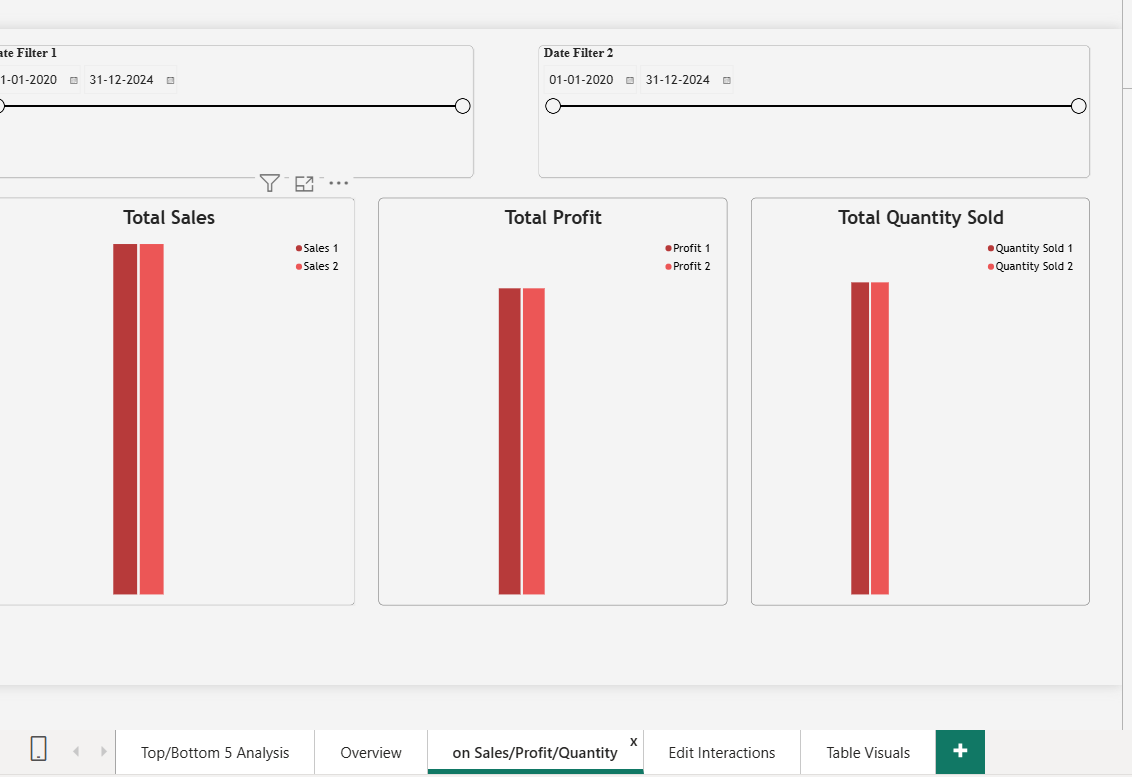 ate Filter 1
1-01-2020 31-12-2024
Date Filter 2
01-01-2020 31-12-2024
Total Sales
Sales 1
Sales 2
Total Profit
Profit 1
Profit 2
Total Quantity Sold
Quantity Sold 1
Quantity Sold 2
Top/Bottom 5 Analysis
Overview
on Sales/Profit/Quantity
x
Edit Interactions
Table Visuals
+